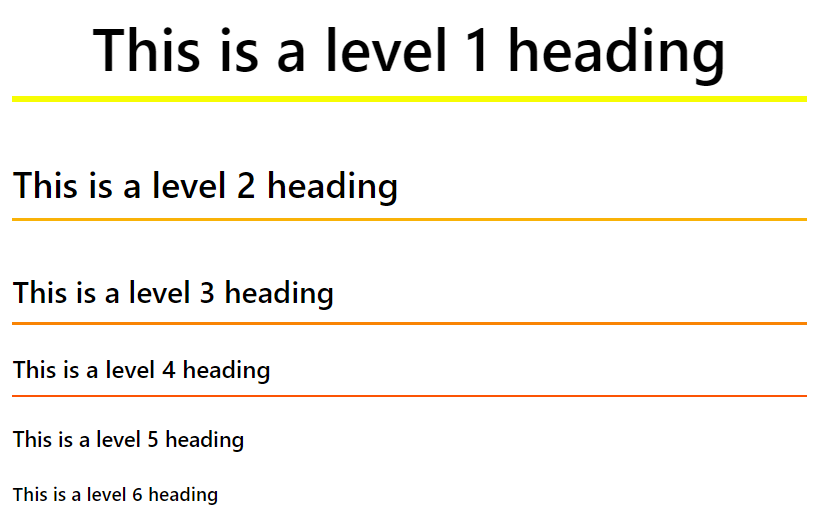 This is a level 1 heading
This is a level 2 heading
This is a level 3 heading
This is a level 4 heading
This is a level 5 heading
This is a level 6 heading